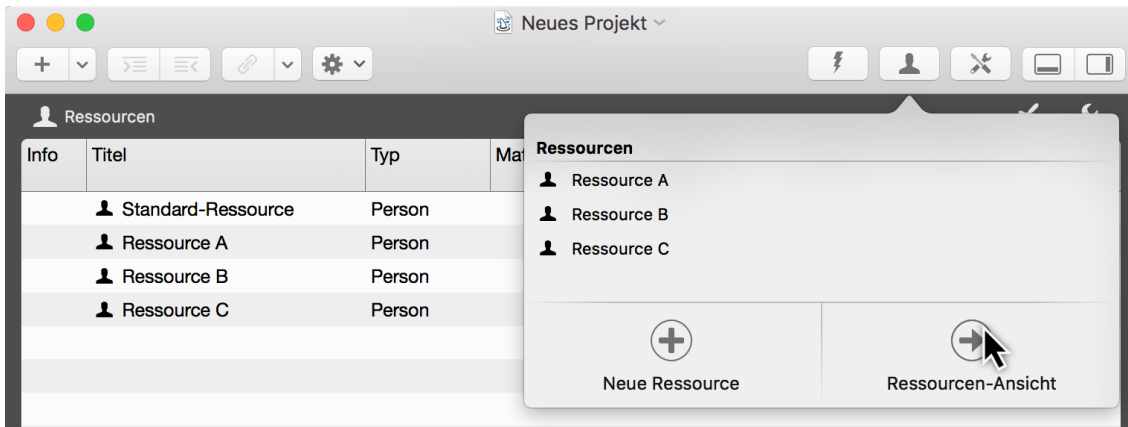 Neues Projekt
Ressourcen
Info Titel Typ Mat
Standard-Ressource Person
Ressource A Person
Ressource B Person
Ressource C Person
Ressourcen
Ressource A
Ressource B
Ressource C
Neue Ressource
Ressourcen-Ansicht